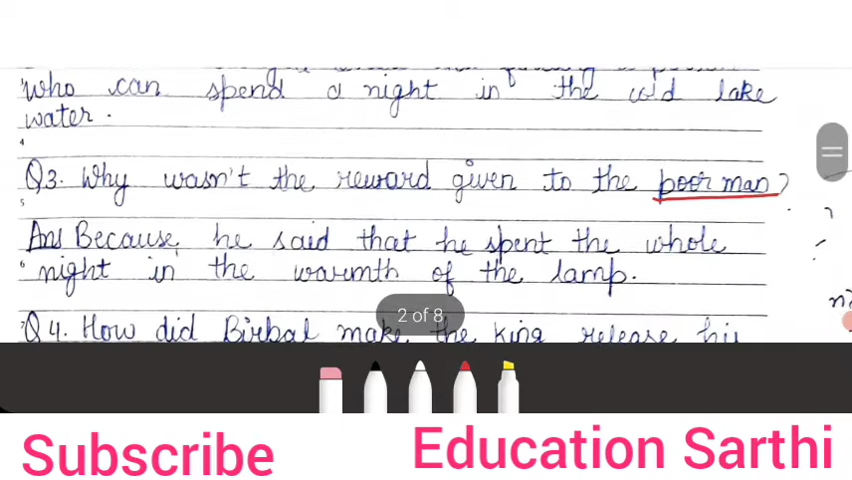 who can spend a night in the cold lake
water.
Q3. Why wasn't the reward given to the poor man?
Ans Because, he said that he spent the whole
night in the warmth of the lamp.
2 of 8
Q4. How did Birbal make the king release his
Subscribe
Education Sarthi